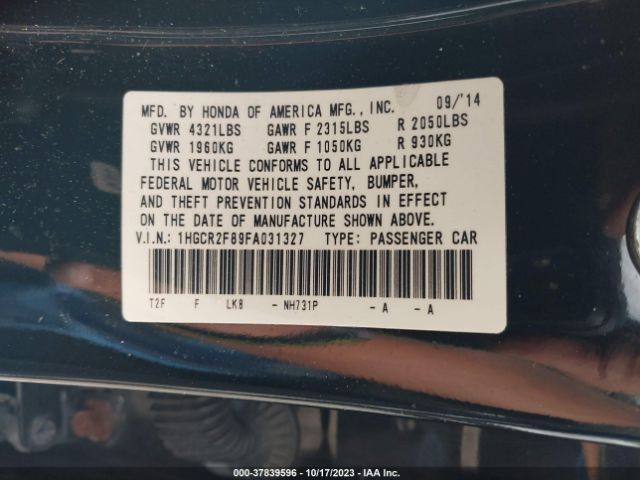 MFD. BY HONDA OF AMERICA MFG., INC. 09/'14
GVWR 4321LBS GAWR F 2315LBS R 2050LBS
GVWR 1960KG GAWR F 1050KG R 930KG
THIS VEHICLE CONFORMS TO ALL APPLICABLE
FEDERAL MOTOR VEHICLE SAFETY, BUMPER,
AND THEFT PREVENTION STANDARDS IN EFFECT
ON THE DATE OF MANUFACTURE SHOWN ABOVE.
V.I.N.: 1HGCR2F89FA031327 TYPE: PASSENGER CAR
T2F F LKB - NH731P - A - A
000-37839596 - 10/17/2023 - IAA Inc.